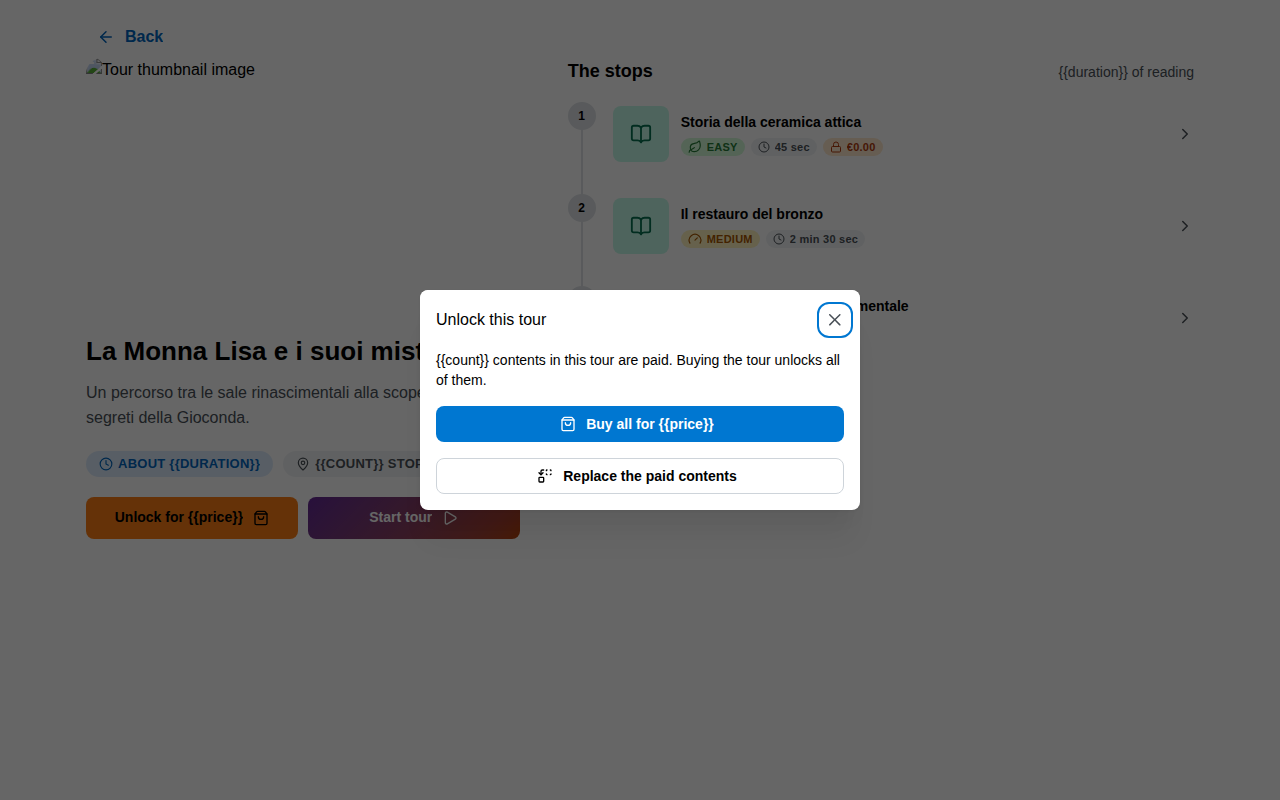 Back
Tour thumbnail image
La Monna Lisa e i suoi mist
Un percorso tra le sale rinascimentali alla scope
segreti della Gioconda.
ABOUT {{DURATION}} {{COUNT}} STOP
Unlock for {{price}} Start tour
The stops {{duration}} of reading
1 Storia della ceramica attica
EASY 45 sec €0.00
2 Il restauro del bronzo
MEDIUM 2 min 30 sec
mentale
Unlock this tour
{{count}} contents in this tour are paid. Buying the tour unlocks all
of them.
Buy all for {{price}}
Replace the paid contents